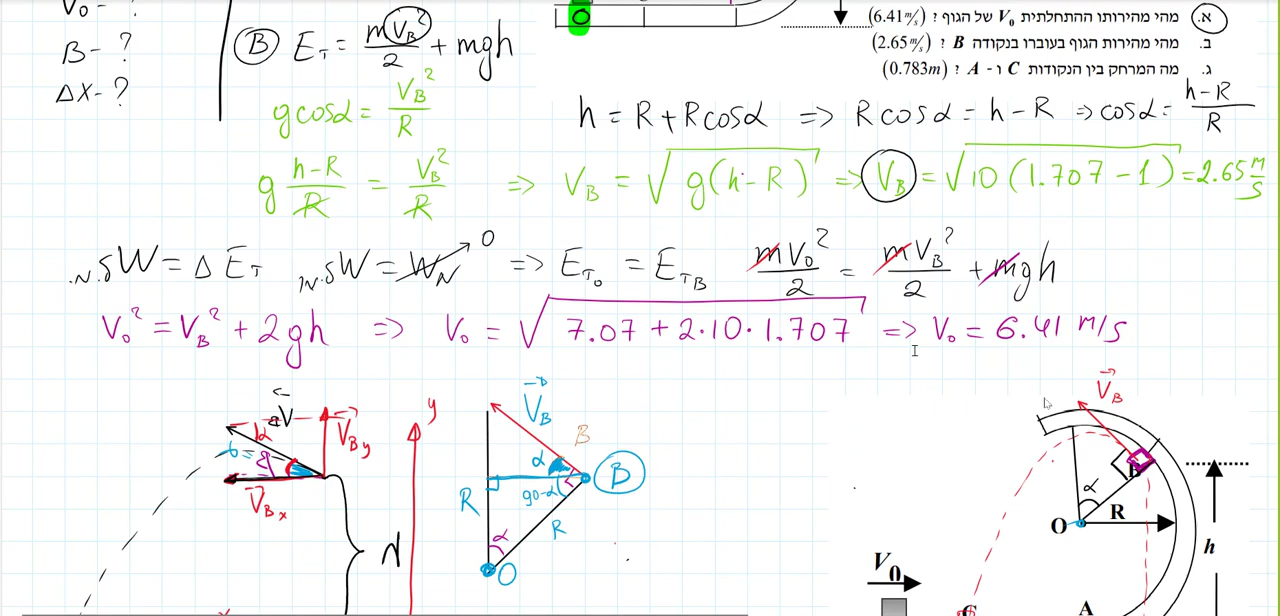 V₀ - ?
B - ?
Δx - ?
Ⓑ E_T = mV_B²/2 + mgh
g cosα = V_B²/R
g (h-R)/R = V_B²/R => V_B = √g(h-R) => V_B = √10(1.707-1) = 2.65 M/S
O
א. מהי מהירותו ההתחלתית V₀ של הגוף ? (6.41 m/s)
ב. מהי מהירות הגוף בעוברו בנקודה B ? (2.65 m/s)
ג. מה המרחק בין הנקודות C ו - A ? (0.783m)
h = R + R cosα => R cosα = h - R => cosα = (h-R)/R
W = ΔE_T W = W_N 0 => E_T₀ = E_TB mV₀²/2 = mV_B²/2 + mgh
V₀² = V_B² + 2gh => V₀ = √7.07 + 2·10·1.707 => V₀ = 6.41 M/S
V_By
V_Bx
y
V_B
B
α
B
R
90-α
R
α
O
V_B
B
α
O
R
h
V₀
C
A